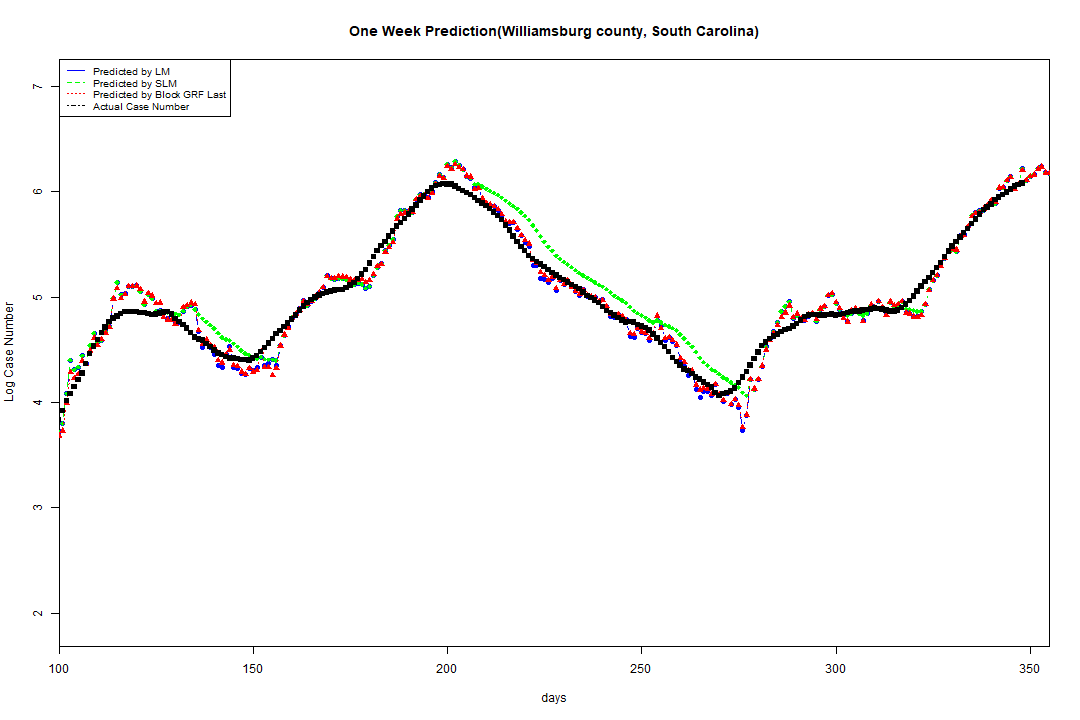 One Week Prediction(Williamsburg county, South Carolina)
Predicted by LM
Predicted by SLM
Predicted by Block GRF Last
Actual Case Number
Log Case Number
7
6
5
4
3
2
100 150 200 250 300 350
days